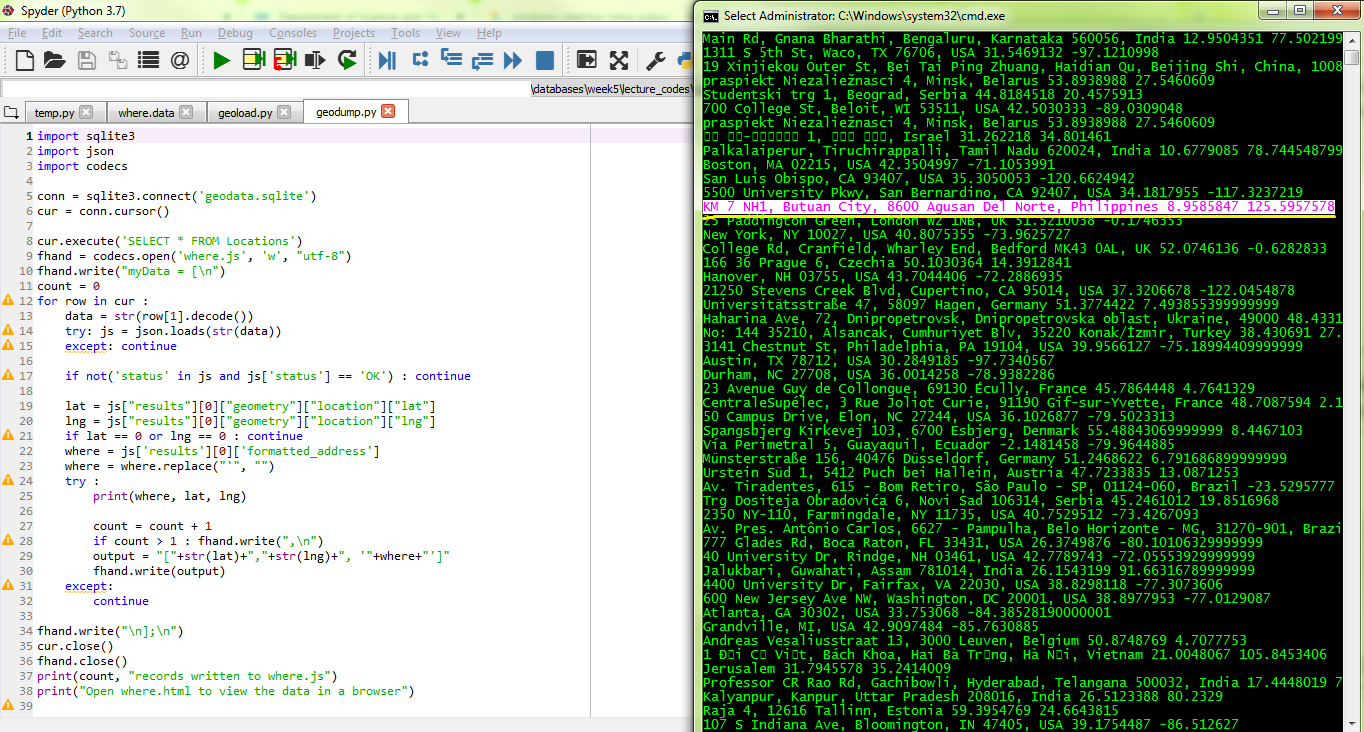 Spyder (Python 3.7)
File Edit Search Source Run Debug Consoles Projects Tools View Help
\databases\week5\lecture_codes\
temp.py where.data geoload.py geodump.py
1 import sqlite3
2 import json
3 import codecs
4
5 conn = sqlite3.connect('geodata.sqlite')
6 cur = conn.cursor()
7
8 cur.execute('SELECT * FROM Locations')
9 fhand = codecs.open('where.js', 'w', "utf-8")
10 fhand.write("myData = [\n")
11 count = 0
12 for row in cur :
13 data = str(row[1].decode())
14 try: js = json.loads(str(data))
15 except: continue
16
17 if not('status' in js and js['status'] == 'OK') : continue
18
19 lat = js["results"][0]["geometry"]["location"]["lat"]
20 lng = js["results"][0]["geometry"]["location"]["lng"]
21 if lat == 0 or lng == 0 : continue
22 where = js['results'][0]['formatted_address']
23 where = where.replace("'", "")
24 try :
25 print(where, lat, lng)
26
27 count = count + 1
28 if count > 1 : fhand.write(",\n")
29 output = "["+str(lat)+","+str(lng)+", '"+where+"']"
30 fhand.write(output)
31 except:
32 continue
33
34 fhand.write("\n];\n")
35 cur.close()
36 fhand.close()
37 print(count, "records written to where.js")
38 print("Open where.html to view the data in a browser")
39
Select Administrator: C:\Windows\system32\cmd.exe
Main Rd, Gnana Bharathi, Bengaluru, Karnataka 560056, India 12.9504351 77.502199
1311 S 5th St, Waco, TX 76706, USA 31.5469132 -97.1210998
19 Xinjiekou Outer St, Bei Tai Ping Zhuang, Haidian Qu, Beijing Shi, China, 1008
praspiekt Niezaliežnasci 4, Minsk, Belarus 53.8938988 27.5460609
Studentski trg 1, Beograd, Serbia 44.8184518 20.4575913
700 College St, Beloit, WI 53511, USA 42.5030333 -89.0309048
praspiekt Niezaliežnasci 4, Minsk, Belarus 53.8938988 27.5460609
1, Israel 31.262218 34.801461
Palkalaiperur, Tiruchirappalli, Tamil Nadu 620024, India 10.6779085 78.744548799
Boston, MA 02215, USA 42.3504997 -71.1053991
San Luis Obispo, CA 93407, USA 35.3050053 -120.6624942
5500 University Pkwy, San Bernardino, CA 92407, USA 34.1817955 -117.3237219
KM 7 NH1, Butuan City, 8600 Agusan Del Norte, Philippines 8.9585847 125.5957578
25 Paddington Green, London W2 1NB, UK 51.5210038 -0.1746353
New York, NY 10027, USA 40.8075355 -73.9625727
College Rd, Cranfield, Wharley End, Bedford MK43 0AL, UK 52.0746136 -0.6282833
166 36 Prague 6, Czechia 50.1030364 14.3912841
Hanover, NH 03755, USA 43.7044406 -72.2886935
21250 Stevens Creek Blvd, Cupertino, CA 95014, USA 37.3206678 -122.0454878
Universitätsstraße 47, 58097 Hagen, Germany 51.3774422 7.493855399999999
Haharina Ave, 72, Dnipropetrovsk, Dnipropetrovska oblast, Ukraine, 49000 48.4331
No: 144 35210, Alsancak, Cumhuriyet Blv, 35220 Konak/İzmir, Turkey 38.430691 27.
3141 Chestnut St, Philadelphia, PA 19104, USA 39.9566127 -75.18994409999999
Austin, TX 78712, USA 30.2849185 -97.7340567
Durham, NC 27708, USA 36.0014258 -78.9382286
23 Avenue Guy de Collongue, 69130 Écully, France 45.7864448 4.7641329
CentraleSupélec, 3 Rue Joliot Curie, 91190 Gif-sur-Yvette, France 48.7087594 2.1
50 Campus Drive, Elon, NC 27244, USA 36.1026877 -79.5023313
Spangsbjerg Kirkevej 103, 6700 Esbjerg, Denmark 55.48843069999999 8.4467103
Vía Perimetral 5, Guayaquil, Ecuador -2.1481458 -79.9644885
Münsterstraße 156, 40476 Düsseldorf, Germany 51.2468622 6.791686899999999
Urstein Süd 1, 5412 Puch bei Hallein, Austria 47.7233835 13.0871253
Av. Tiradentes, 615 - Bom Retiro, São Paulo - SP, 01124-060, Brazil -23.5295777
Trg Dositeja Obradovića 6, Novi Sad 106314, Serbia 45.2461012 19.8516968
2350 NY-110, Farmingdale, NY 11735, USA 40.7529512 -73.4267093
Av. Pres. Antônio Carlos, 6627 - Pampulha, Belo Horizonte - MG, 31270-901, Brazi
777 Glades Rd, Boca Raton, FL 33431, USA 26.3749876 -80.10106329999999
40 University Dr, Rindge, NH 03461, USA 42.7789743 -72.05553929999999
Jalukbari, Guwahati, Assam 781014, India 26.1543199 91.66316789999999
4400 University Dr, Fairfax, VA 22030, USA 38.8298118 -77.3073606
600 New Jersey Ave NW, Washington, DC 20001, USA 38.8977953 -77.0129087
Atlanta, GA 30302, USA 33.753068 -84.38528190000001
Grandville, MI, USA 42.9097484 -85.7630885
Andreas Vesaliusstraat 13, 3000 Leuven, Belgium 50.8748769 4.7077753
1 Bách Khoa, Hai Bà Hà Vietnam 21.0048067 105.8453406
Jerusalem 31.7945578 35.2414009
Professor CR Rao Rd, Gachibowli, Hyderabad, Telangana 500032, India 17.4448019 7
Kalyanpur, Kanpur, Uttar Pradesh 208016, India 26.5123388 80.2329
Raja 4, 12616 Tallinn, Estonia 59.3954769 24.6643815
107 S Indiana Ave, Bloomington, IN 47405, USA 39.1754487 -86.512627